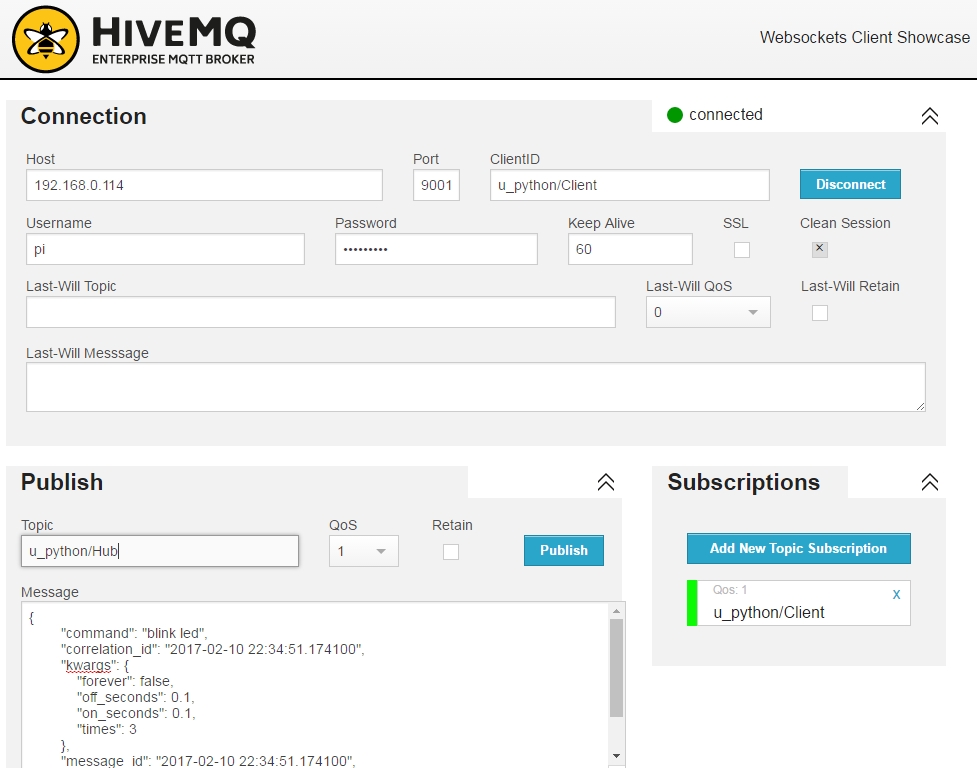 HIVEMQ
ENTERPRISE MQTT BROKER
Websockets Client Showcase
Connection
connected
Host
Port
ClientID
192.168.0.114
9001
u_python/Client
Disconnect
Username
Password
Keep Alive
SSL
Clean Session
pi
•••••••••
60
x
Last-Will Topic
Last-Will QoS
Last-Will Retain
0
Last-Will Messsage
Publish
Subscriptions
Topic
QoS
Retain
u_python/Hub
1
Publish
Add New Topic Subscription
Qos: 1
x
u_python/Client
Message
{
"command": "blink led",
"correlation_id": "2017-02-10 22:34:51.174100",
"kwargs": {
"forever": false,
"off_seconds": 0.1,
"on_seconds": 0.1,
"times": 3
},
"message_id": "2017-02-10 22:34:51.174100",